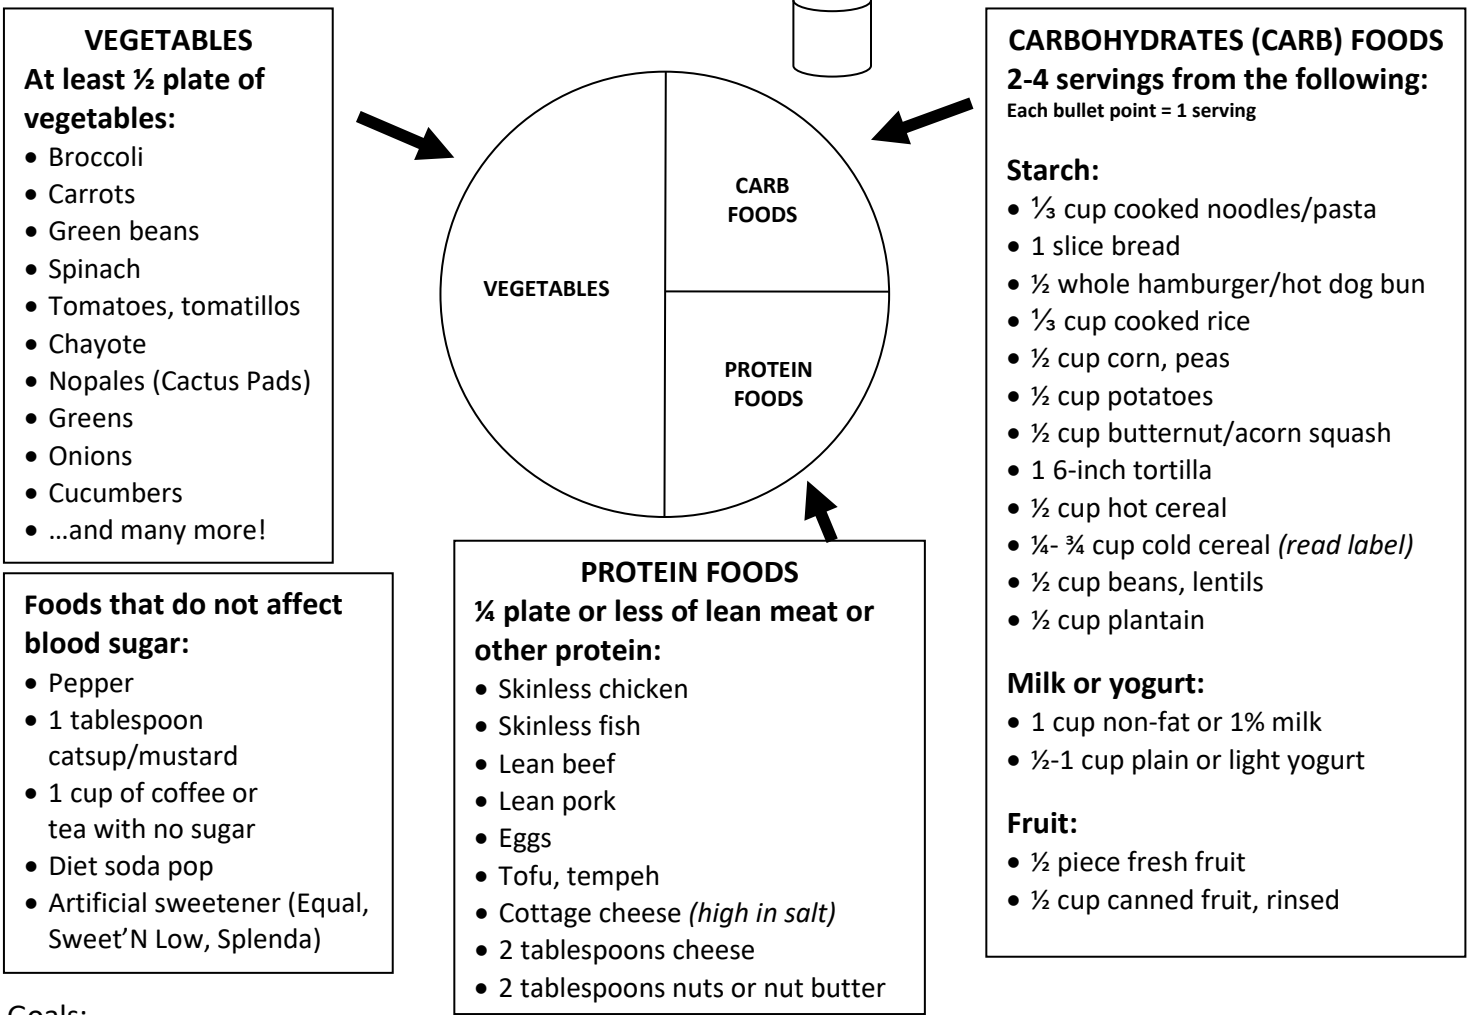 VEGETABLES
At least ½ plate of
vegetables:
• Broccoli
• Carrots
• Green beans
• Spinach
• Tomatoes, tomatillos
• Chayote
• Nopales (Cactus Pads)
• Greens
• Onions
• Cucumbers
• …and many more!
Foods that do not affect
blood sugar:
• Pepper
• 1 tablespoon
catsup/mustard
• 1 cup of coffee or
tea with no sugar
• Diet soda pop
• Artificial sweetener (Equal,
Sweet’N Low, Splenda)
Goals:
VEGETABLES
CARB
FOODS
PROTEIN
FOODS
PROTEIN FOODS
¼ plate or less of lean meat or
other protein:
• Skinless chicken
• Skinless fish
• Lean beef
• Lean pork
• Eggs
• Tofu, tempeh
• Cottage cheese (high in salt)
• 2 tablespoons cheese
• 2 tablespoons nuts or nut butter
CARBOHYDRATES (CARB) FOODS
2-4 servings from the following:
Each bullet point = 1 serving
Starch:
• ⅓ cup cooked noodles/pasta
• 1 slice bread
• ½ whole hamburger/hot dog bun
• ⅓ cup cooked rice
• ½ cup corn, peas
• ½ cup potatoes
• ½ cup butternut/acorn squash
• 1 6-inch tortilla
• ½ cup hot cereal
• ¼- ¾ cup cold cereal (read label)
• ½ cup beans, lentils
• ½ cup plantain
Milk or yogurt:
• 1 cup non-fat or 1% milk
• ½-1 cup plain or light yogurt
Fruit:
• ½ piece fresh fruit
• ½ cup canned fruit, rinsed